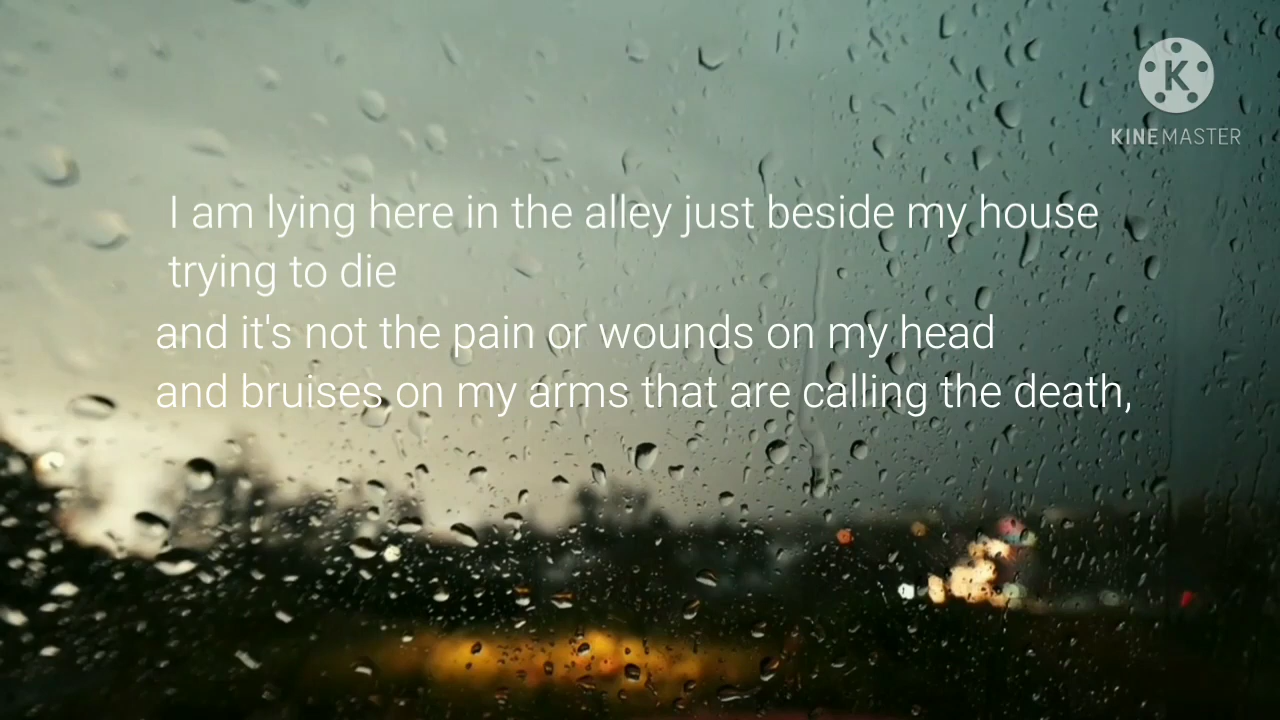 KINEMASTER
I am lying here in the alley just beside my house
trying to die
and it's not the pain or wounds on my head
and bruises on my arms that are calling the death,